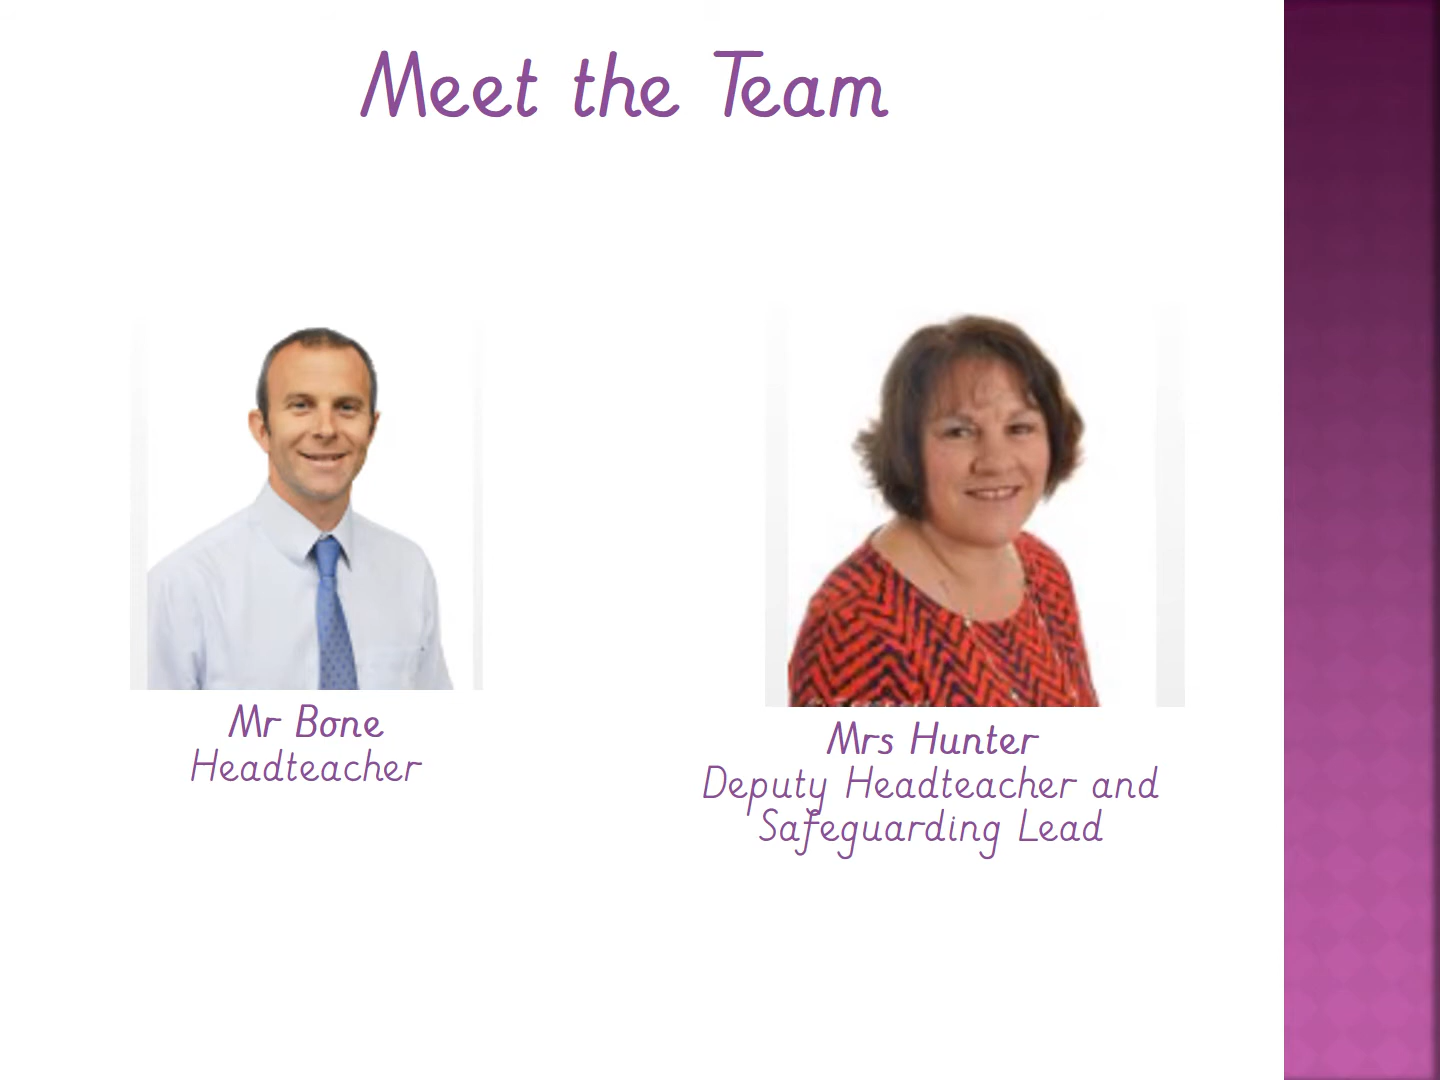 Meet the Team
Mr Bone
Headteacher
Mrs Hunter
Deputy Headteacher and
Safeguarding Lead